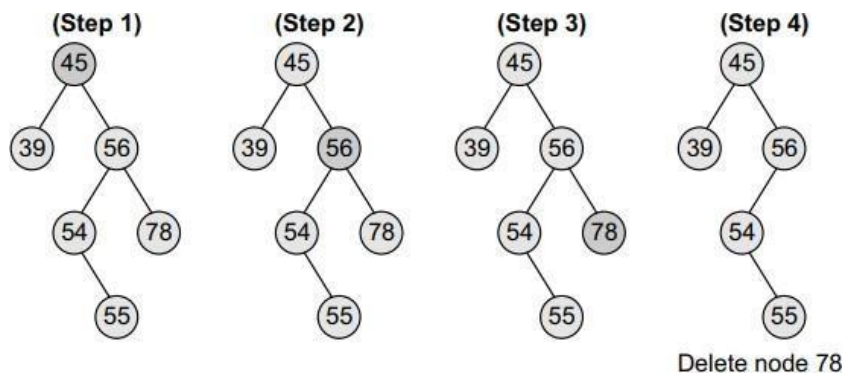 (Step 1) (Step 2) (Step 3) (Step 4)
45 45 45 45
39 56 39 56 39 56 39 56
54 78 54 78 54 78 54
55 55 55 55
Delete node 78